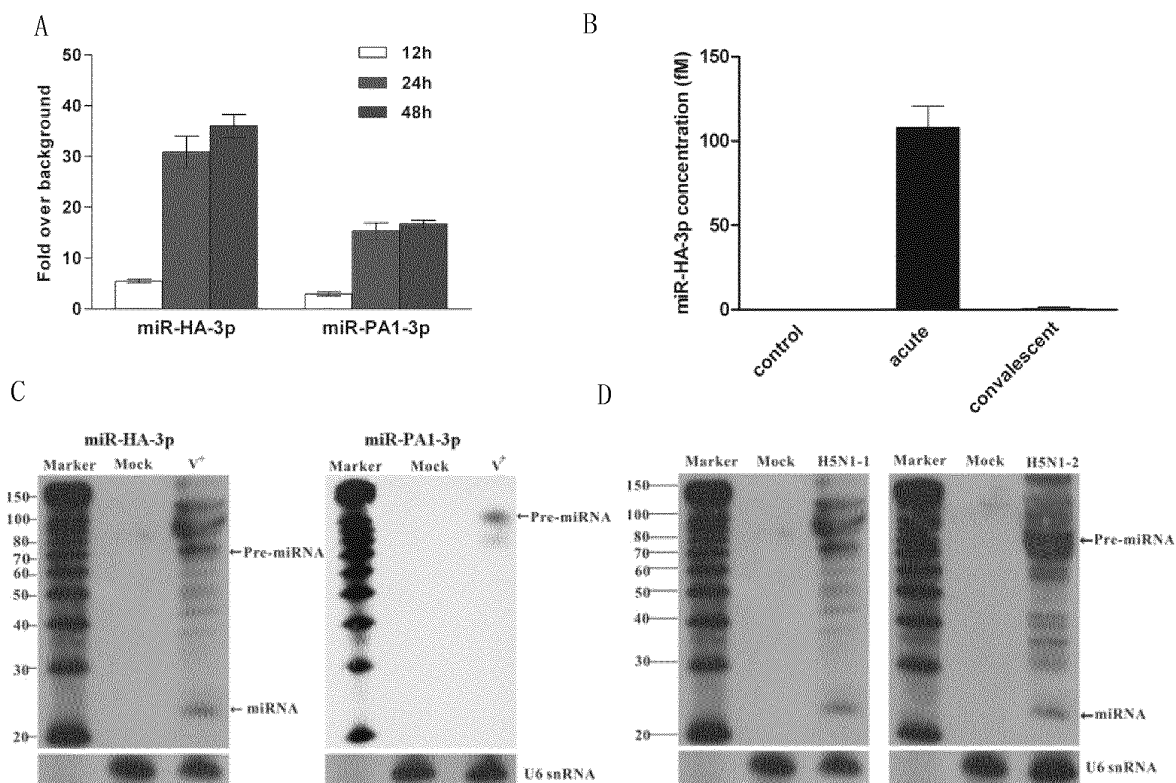 A
50
40
30
20
10
0
Fold over background
12h
24h
48h
miR-HA-3p
miR-PA1-3p
B
150
100
50
0
miR-HA-3p concentration (fM)
control
acute
convalescent
C
miR-HA-3p
Marker Mock V+
150
100
80
70
60
50
40
30
20
←Pre-miRNA
← miRNA
miR-PA1-3p
Marker Mock V+
←Pre-miRNA
U6 snRNA
D
Marker Mock H5N1-1
150
100
80
70
60
50
40
30
20
Marker Mock H5N1-2
←Pre-miRNA
←miRNA
U6 snRNA